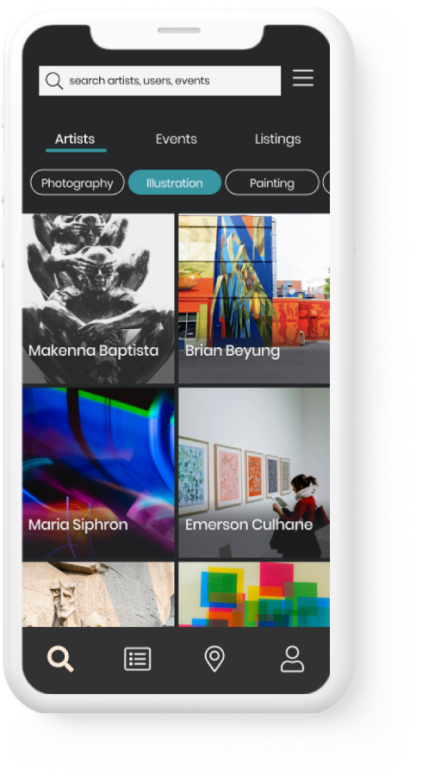 search artists, users, events
Artists Events Listings
Photography Illustration Painting
Makenna Baptista Brian Beyung
Maria Siphron Emerson Culhane